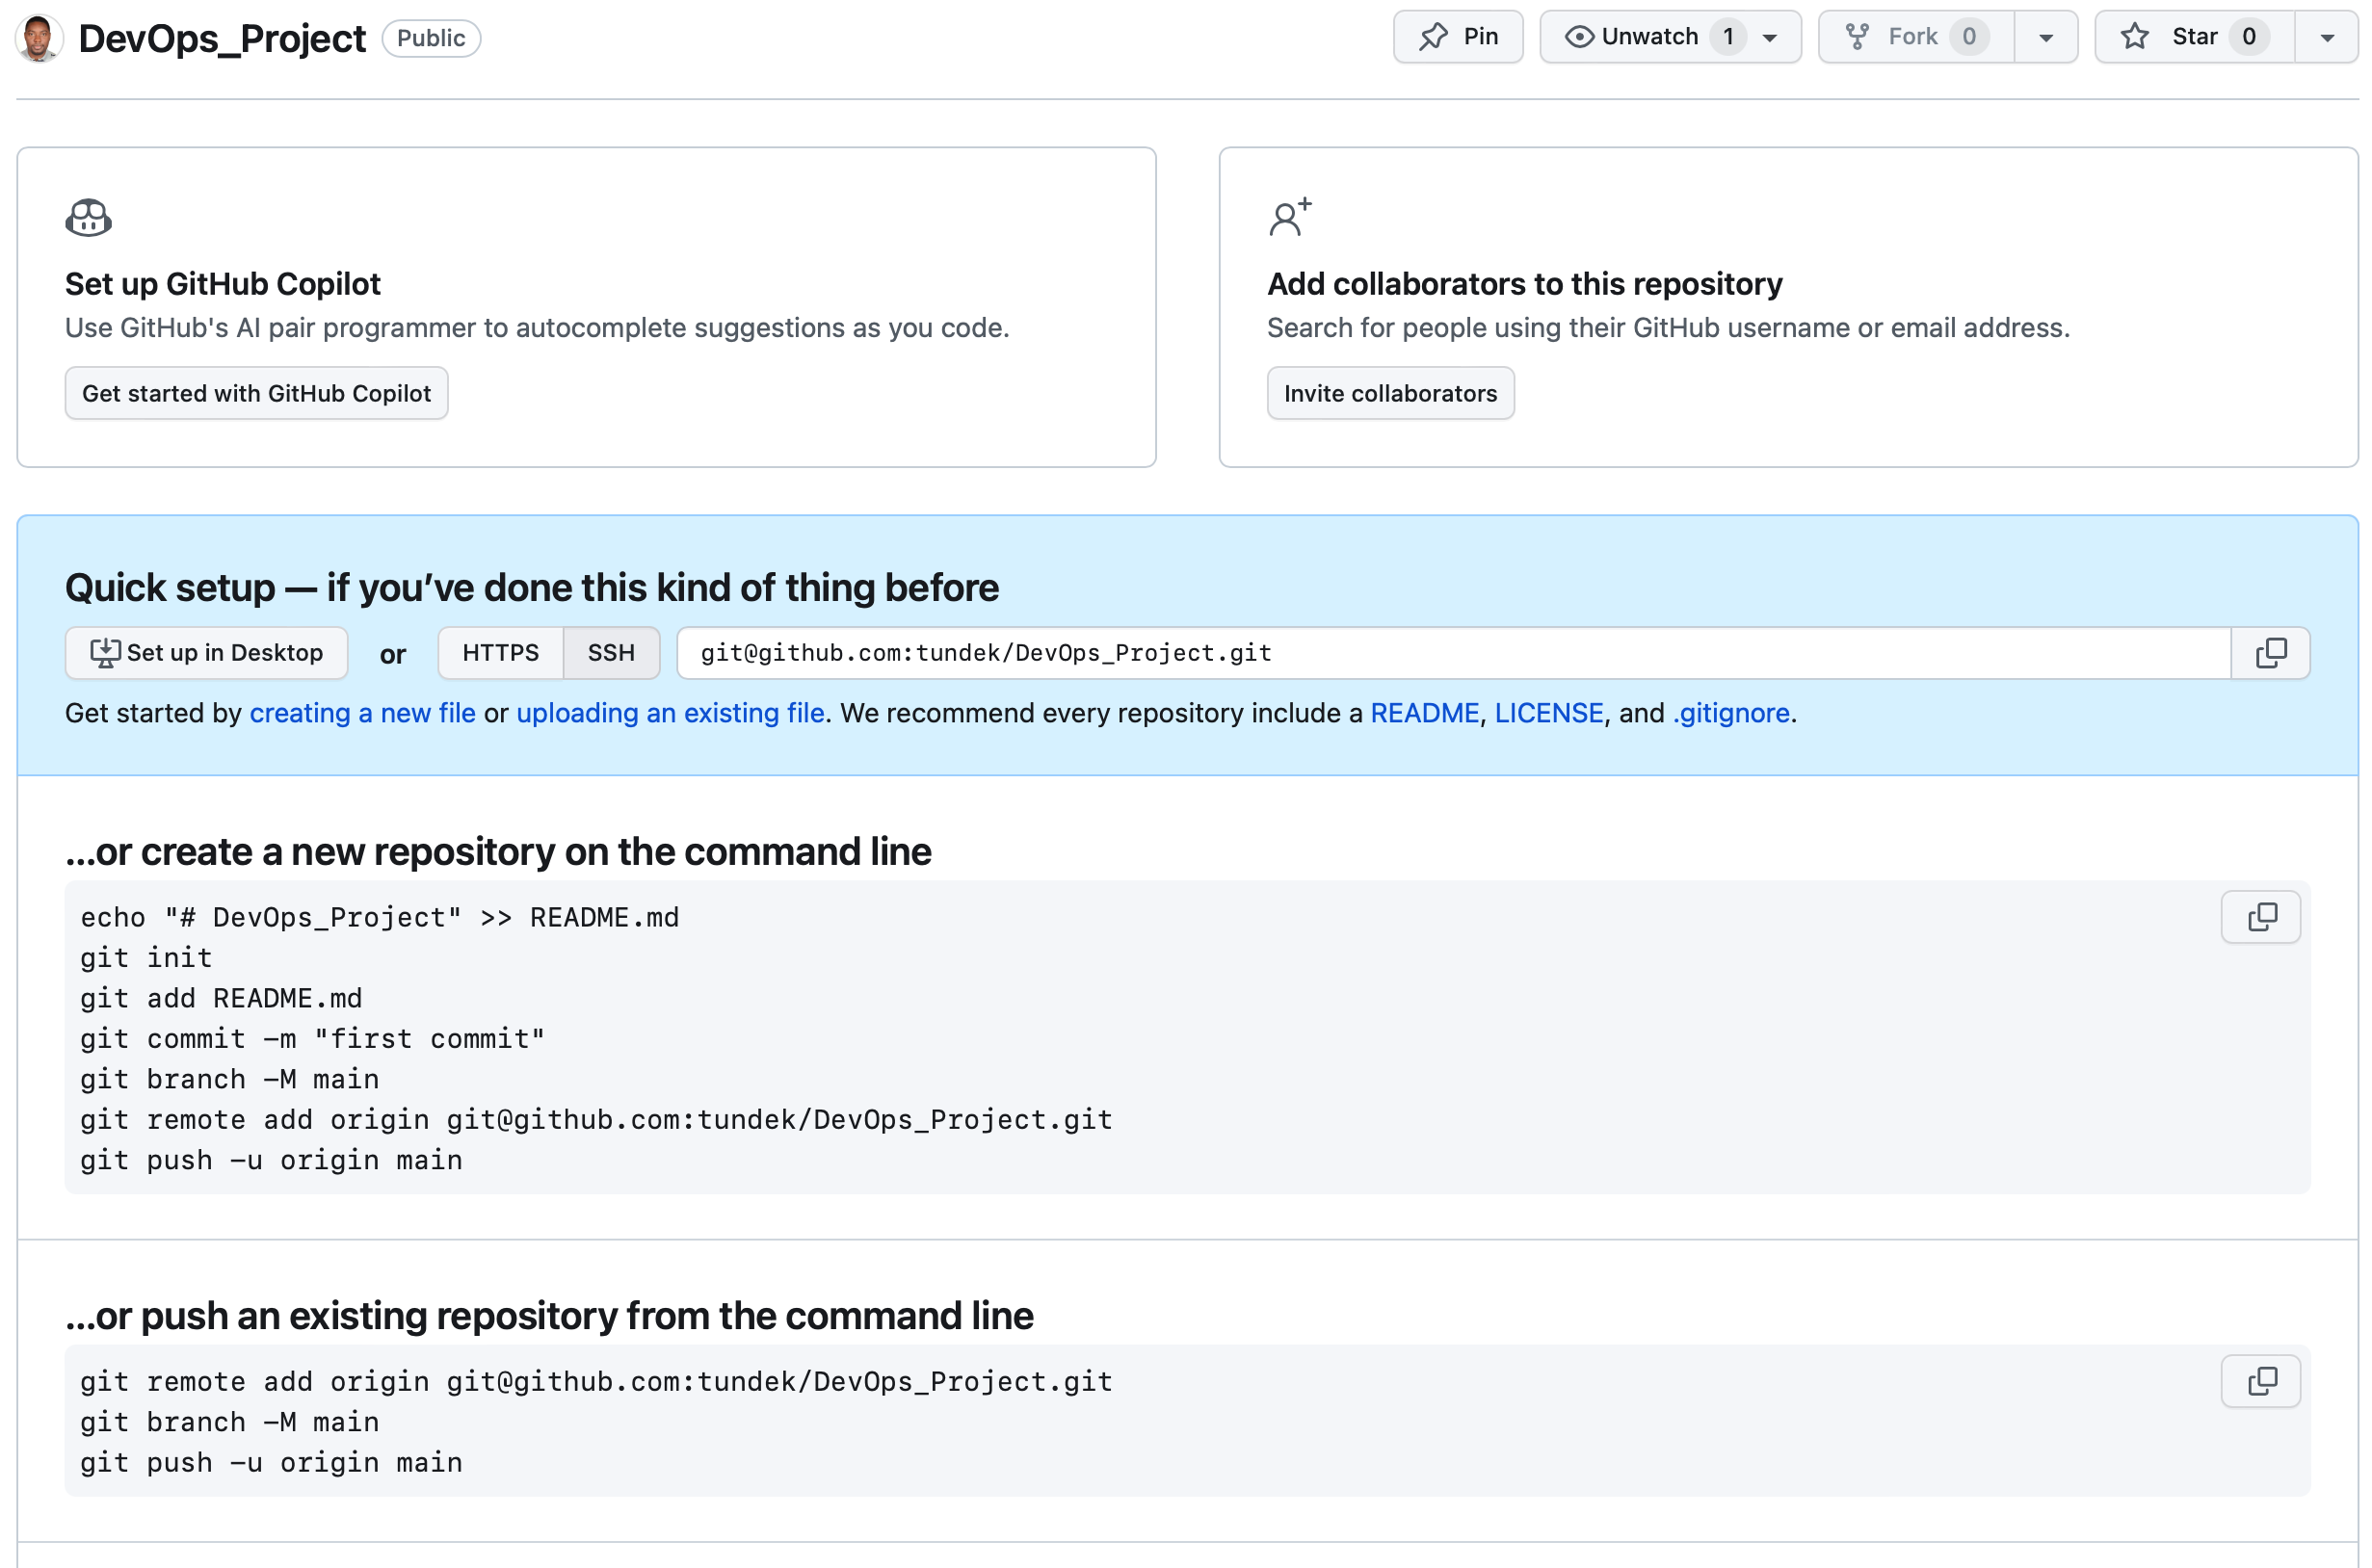 DevOps_Project Public Pin Unwatch 1 Fork 0 Star 0
Set up GitHub Copilot
Use GitHub's AI pair programmer to autocomplete suggestions as you code.
Get started with GitHub Copilot
Add collaborators to this repository
Search for people using their GitHub username or email address.
Invite collaborators
Quick setup — if you’ve done this kind of thing before
Set up in Desktop or HTTPS SSH git@github.com:tundek/DevOps_Project.git
Get started by creating a new file or uploading an existing file. We recommend every repository include a README, LICENSE, and .gitignore.
…or create a new repository on the command line
echo "# DevOps_Project" >> README.md
git init
git add README.md
git commit -m "first commit"
git branch -M main
git remote add origin git@github.com:tundek/DevOps_Project.git
git push -u origin main
…or push an existing repository from the command line
git remote add origin git@github.com:tundek/DevOps_Project.git
git branch -M main
git push -u origin main